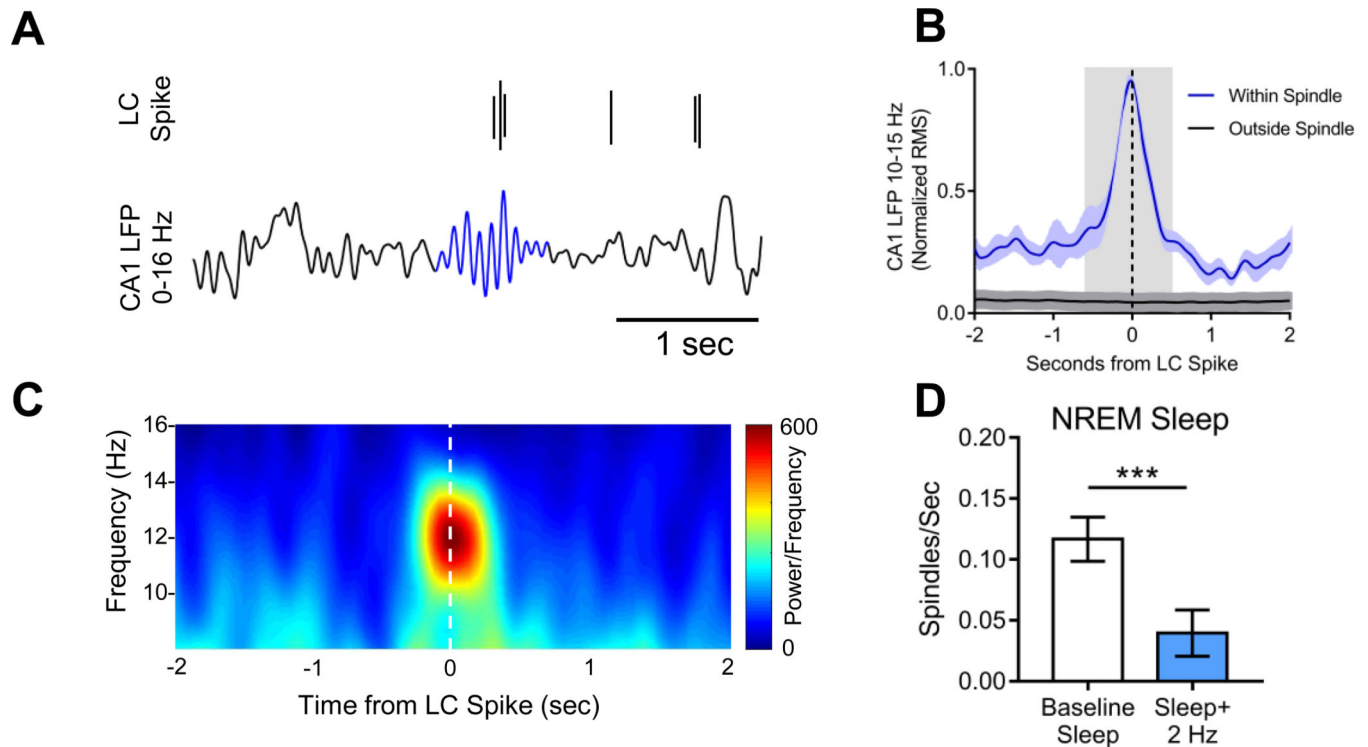 A
LC
Spike
CA1 LFP
0-16 Hz
1 sec
B
CA1 LFP 10-15 Hz
(Normalized RMS)
1.0
0.5
0.0
-2
-1
0
1
2
Seconds from LC Spike
Within Spindle
Outside Spindle
C
Frequency (Hz)
16
14
12
10
-2
-1
0
1
2
Time from LC Spike (sec)
600
0
Power/Frequency
D
NREM Sleep
***
Spindles/Sec
0.20
0.15
0.10
0.05
0.00
Baseline
Sleep
Sleep+
2 Hz